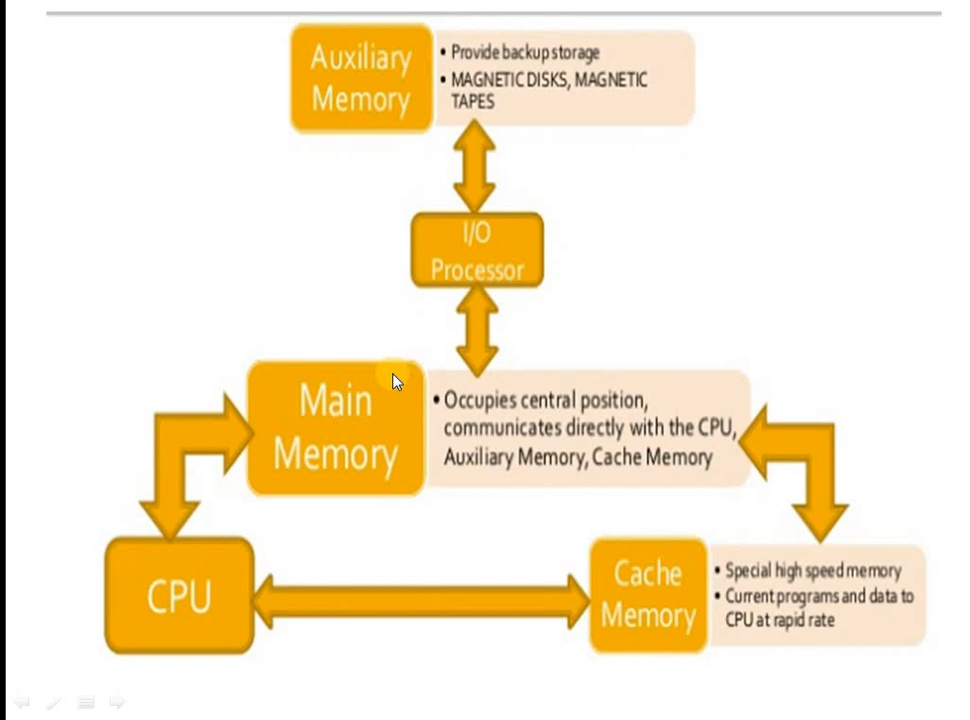 Auxiliary
Memory
• Provide backup storage
• MAGNETIC DISKS, MAGNETIC
TAPES
I/O
Processor
Main
Memory
• Occupies central position,
communicates directly with the CPU,
Auxiliary Memory, Cache Memory
CPU
Cache
Memory
• Special high speed memory
• Current programs and data to
CPU at rapid rate